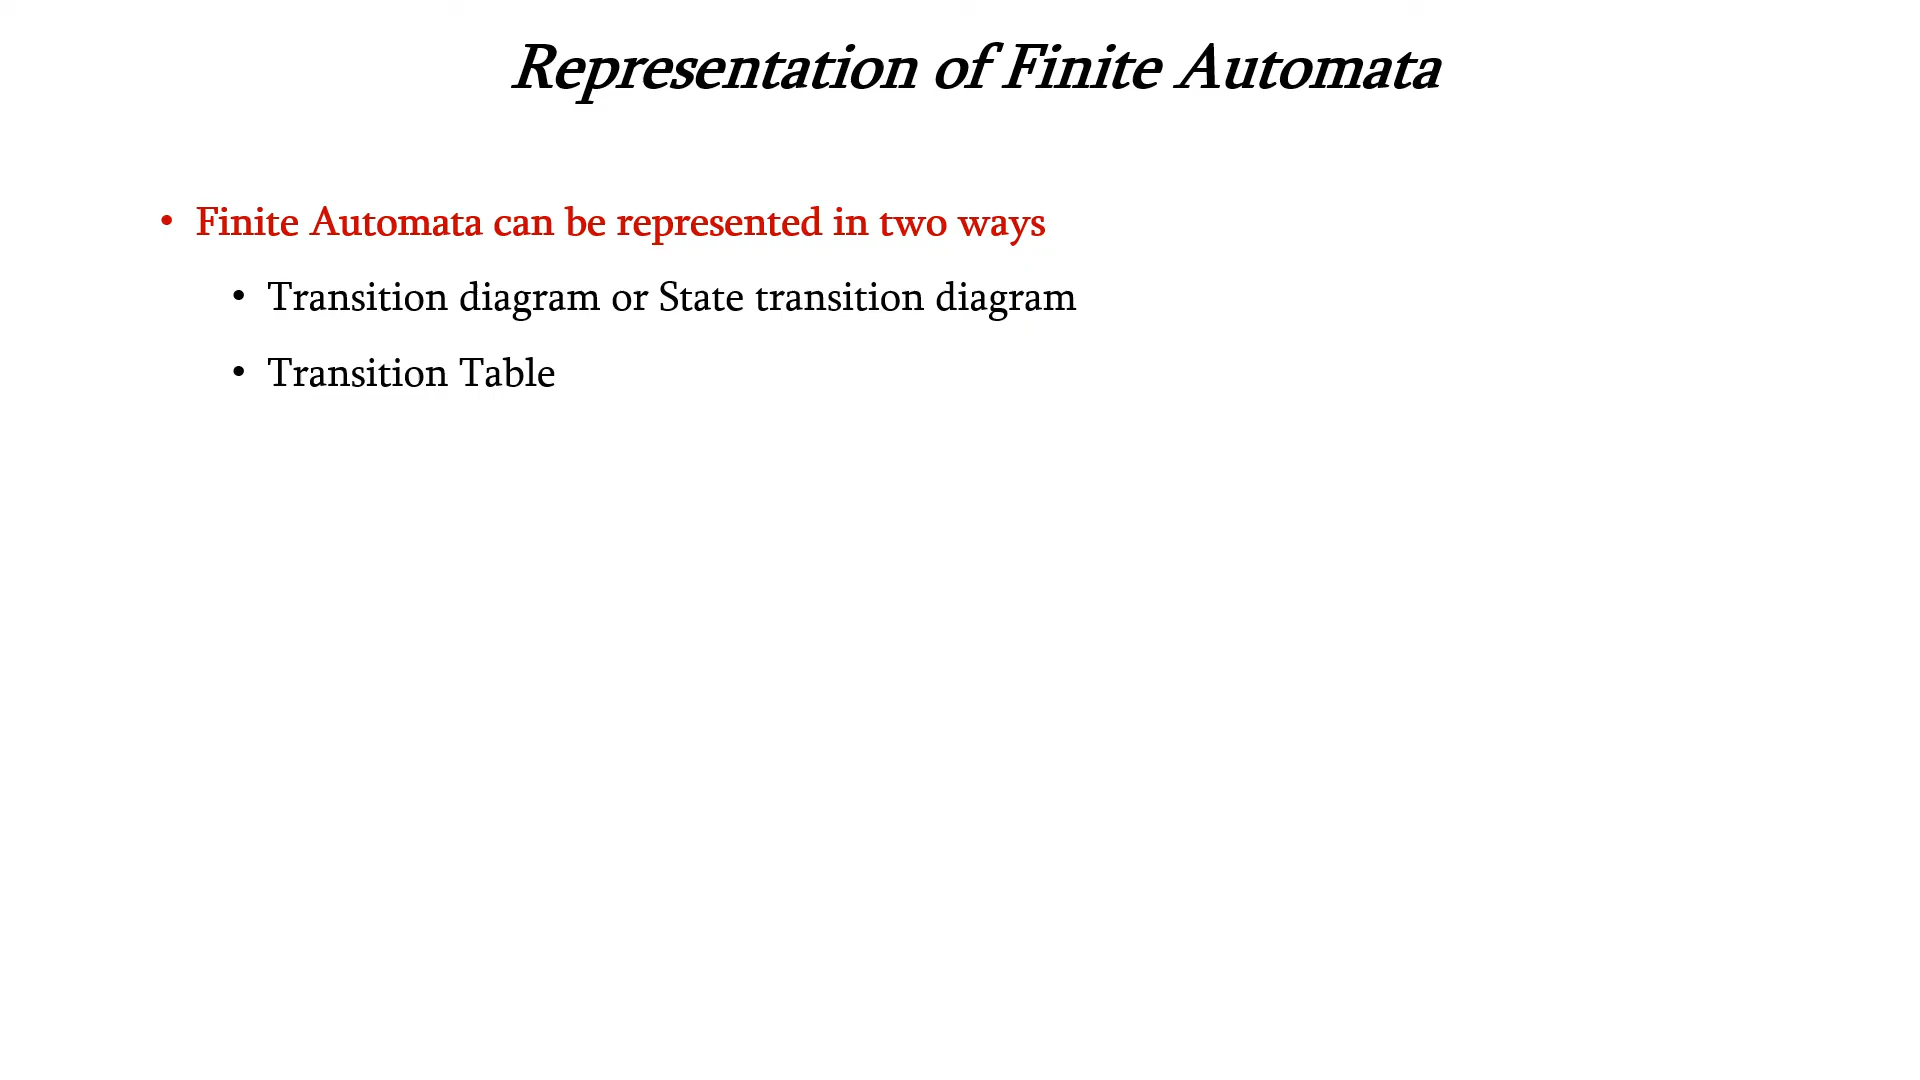 Representation of Finite Automata
• Finite Automata can be represented in two ways
• Transition diagram or State transition diagram
• Transition Table